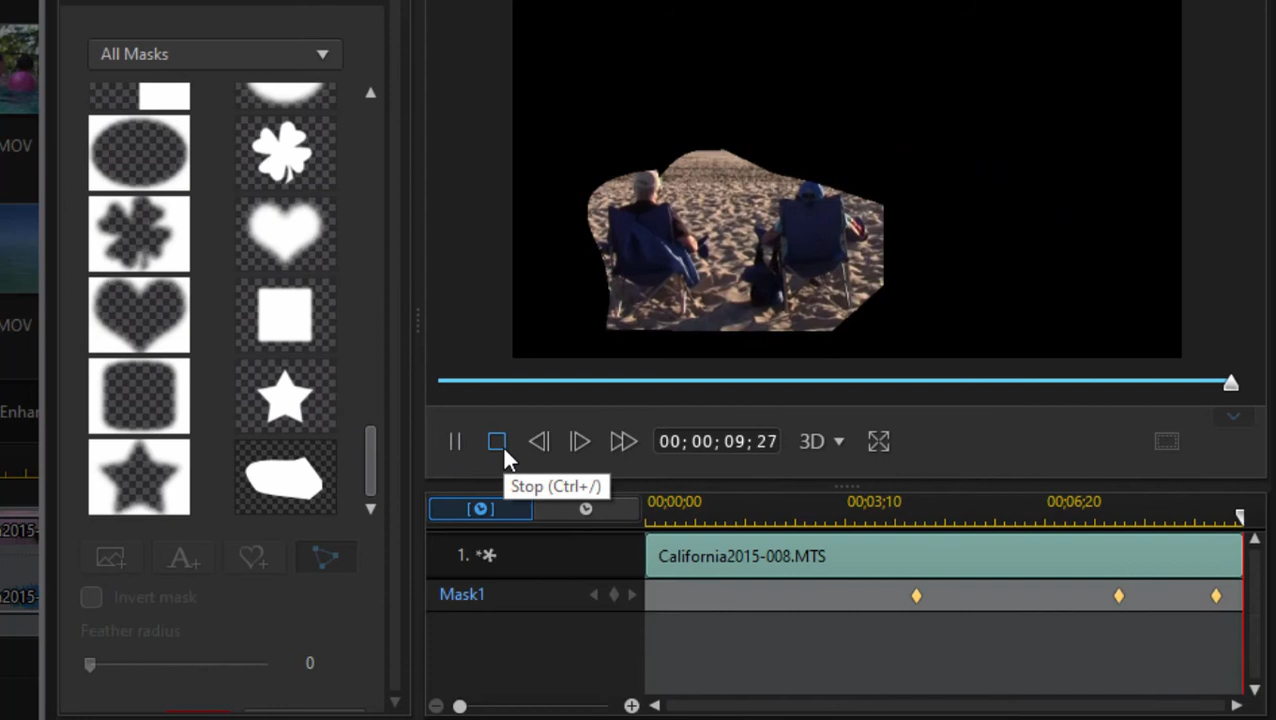 All Masks
MOV
MOV
Enhan
2015-
2015-
Invert mask
Feather radius
0
00; 00; 09; 27
3D
Stop (Ctrl+/)
00;00;00
00;03;10
00;06;20
1.
California2015-008.MTS
Mask1